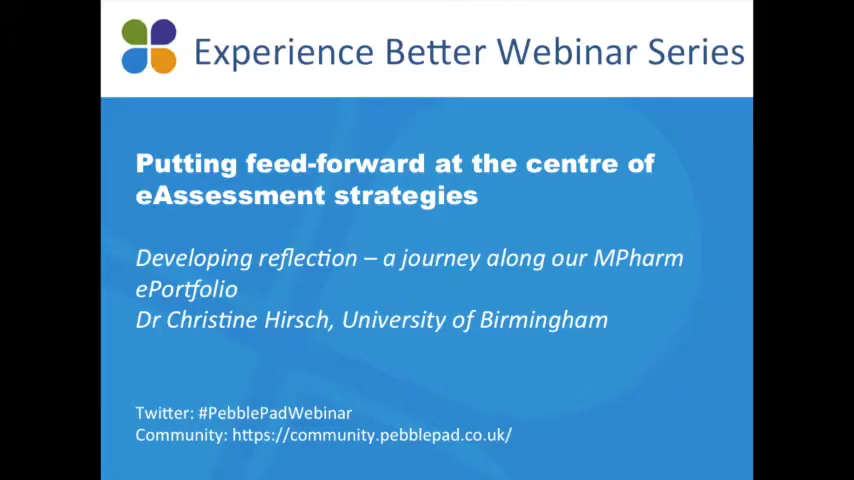 Experience Better Webinar Series
Putting feed-forward at the centre of
eAssessment strategies
Developing reflection – a journey along our MPharm
ePortfolio
Dr Christine Hirsch, University of Birmingham
Twitter: #PebblePadWebinar
Community: https://community.pebblepad.co.uk/